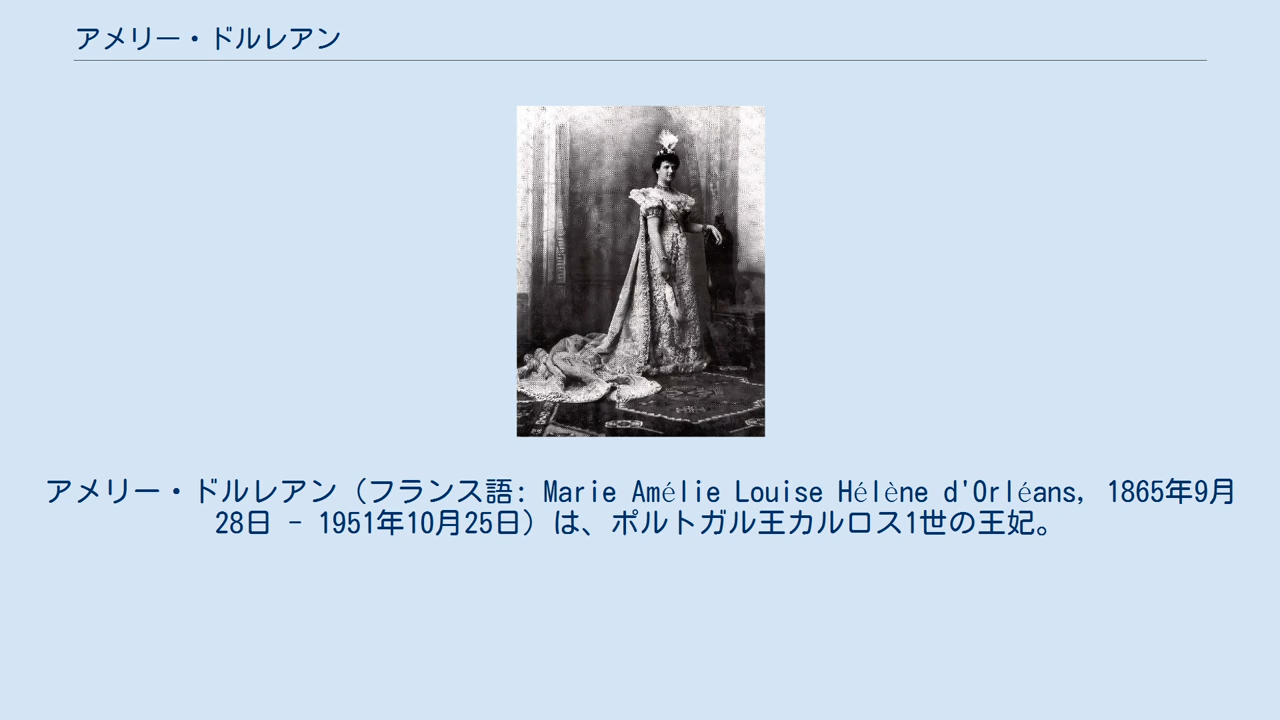 アメリー・ドルレアン
アメリー・ドルレアン（フランス語: Marie Amélie Louise Hélène d'Orléans, 1865年9月
28日 - 1951年10月25日）は、ポルトガル王カルロス1世の王妃。